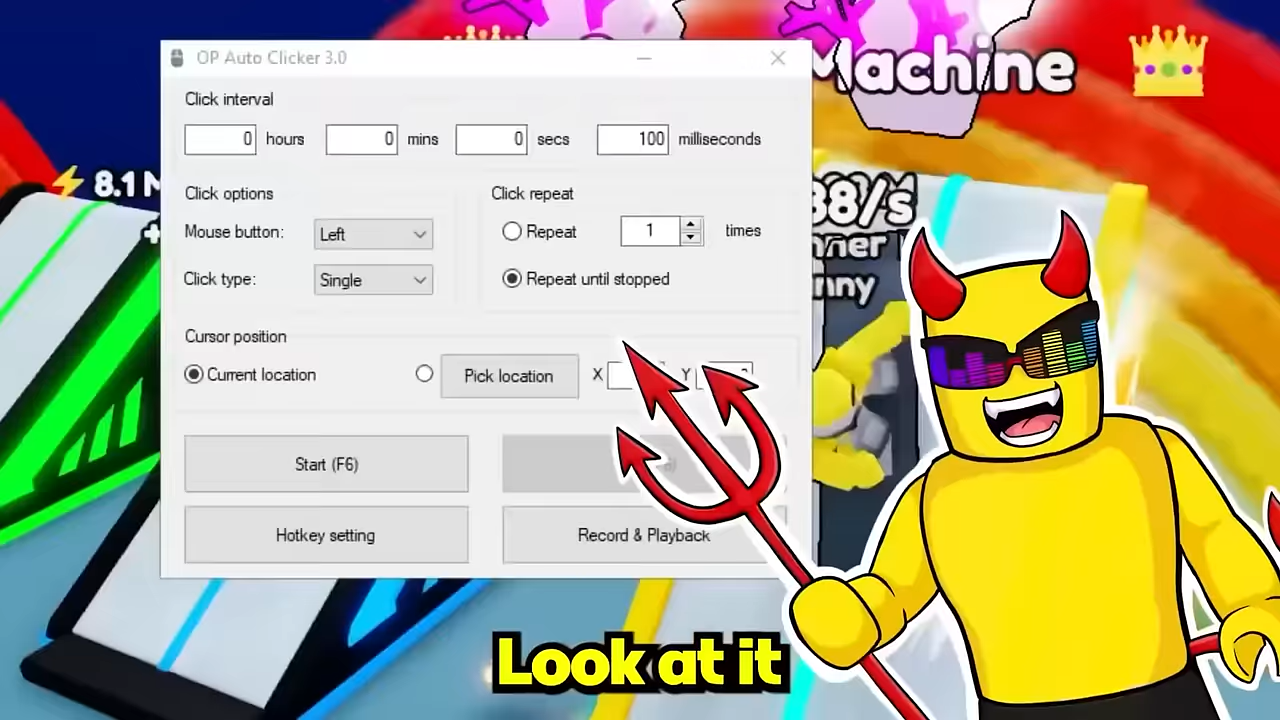 OP Auto Clicker 3.0
Machine
Click interval
0 hours 0 mins 0 secs 100 milliseconds
8.1M
Click options
Click repeat
38/s
Mouse button: Left
Repeat 1 times
Click type: Single
Repeat until stopped
Cursor position
Current location
Pick location X Y
Start (F6)
Hotkey setting
Record & Playback
Look at it